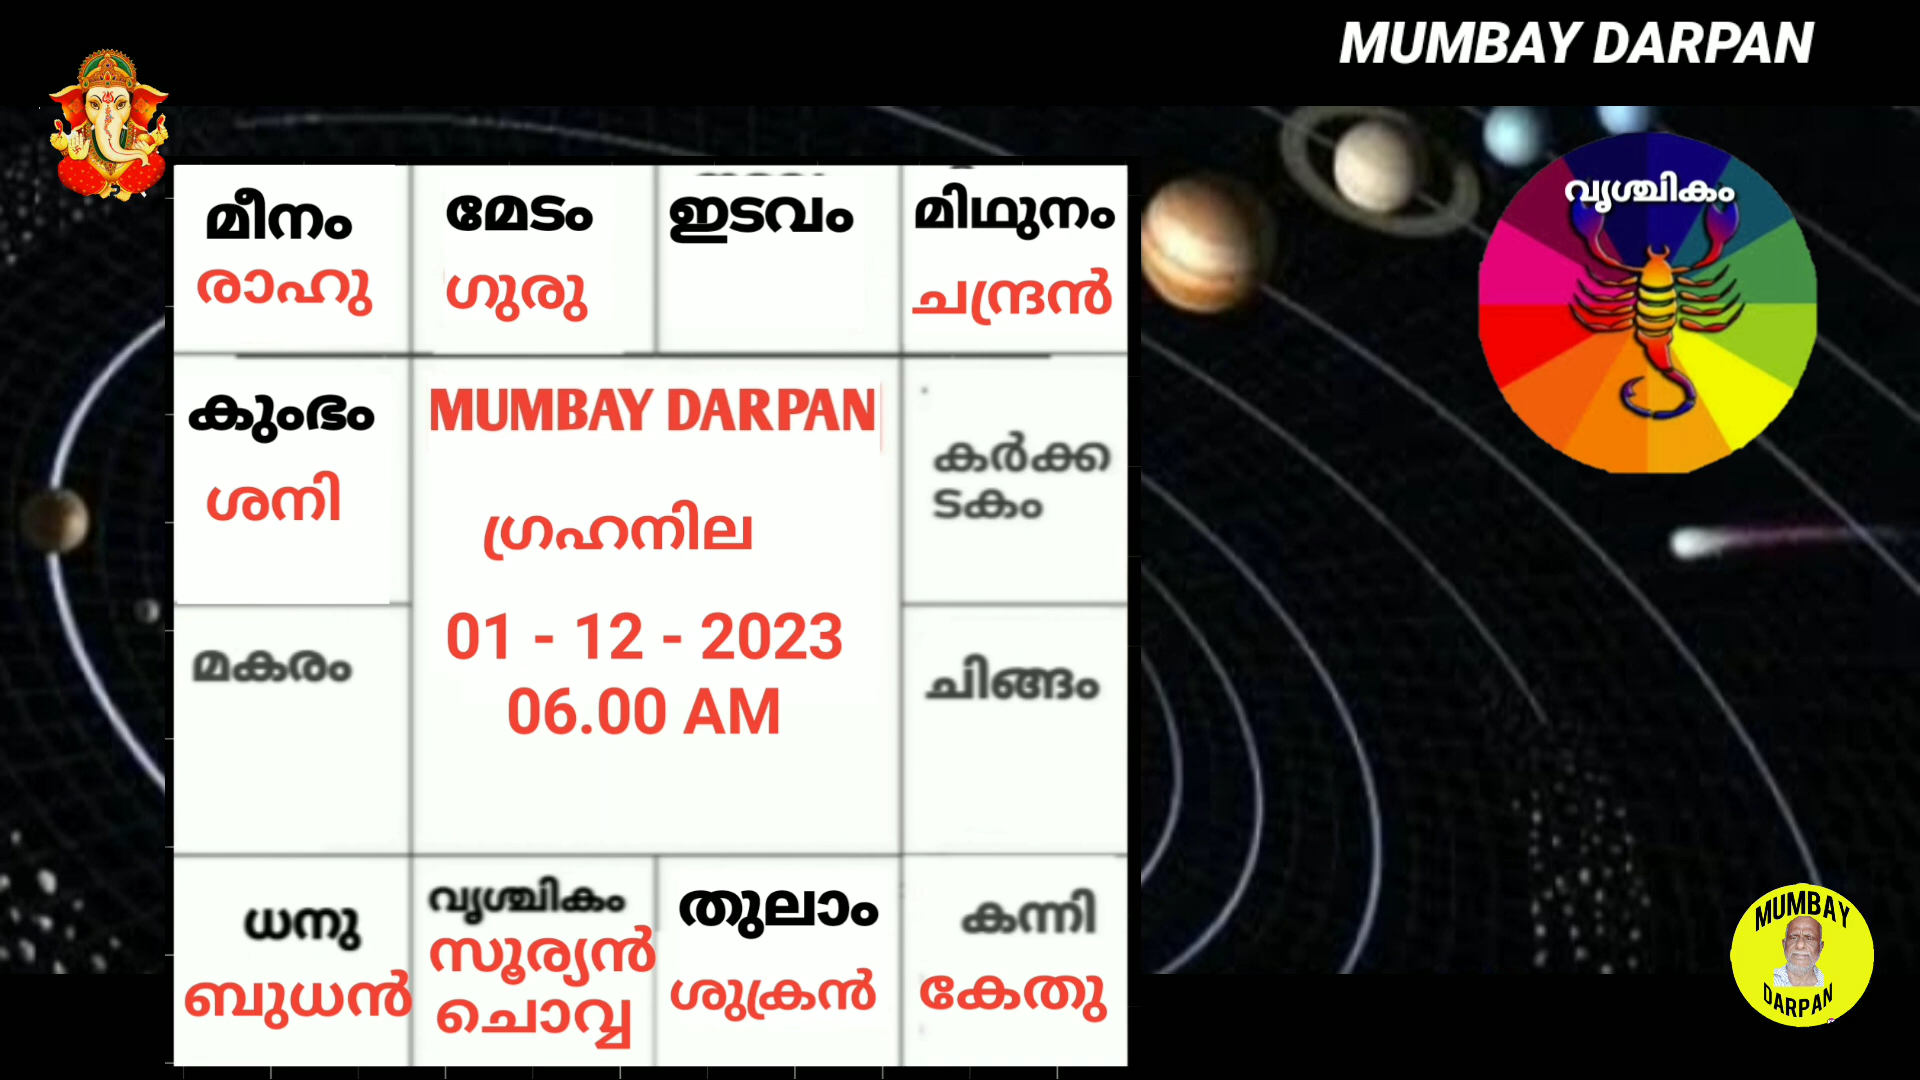 MUMBAY DARPAN
വൃശ്ചികം
മീനം
രാഹു
മേടം
ഗുരു
ഇടവം
മിഥുനം
ചന്ദ്രൻ
കുംഭം
ശനി
MUMBAY DARPAN
ഗ്രഹനില
01 - 12 - 2023
06.00 AM
കർക്ക
ടകം
മകരം
ചിങ്ങം
ധനു
ബുധൻ
വൃശ്ചികം
സൂര്യൻ
ചൊവ്വ
തുലാം
ശുക്രൻ
കന്നി
കേതു
MUMBAY
DARPAN